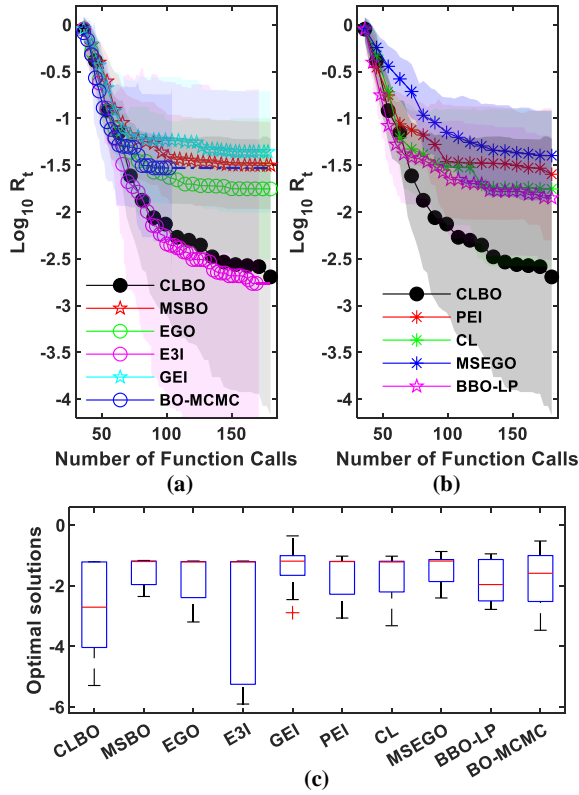 0
-0.5
-1
-1.5
-2
-2.5
-3
-3.5
-4
Log10 Rt
CLBO
MSBO
EGO
E3I
GEI
BO-MCMC
50 100 150
Number of Function Calls
(a)
0
-0.5
-1
-1.5
-2
-2.5
-3
-3.5
-4
Log10 Rt
CLBO
PEI
CL
MSEGO
BBO-LP
50 100 150
Number of Function Calls
(b)
0
-2
-4
-6
Optimal solutions
CLBO MSBO EGO E3I GEI PEI CL MSEGO BBO-LP BO-MCMC
(c)